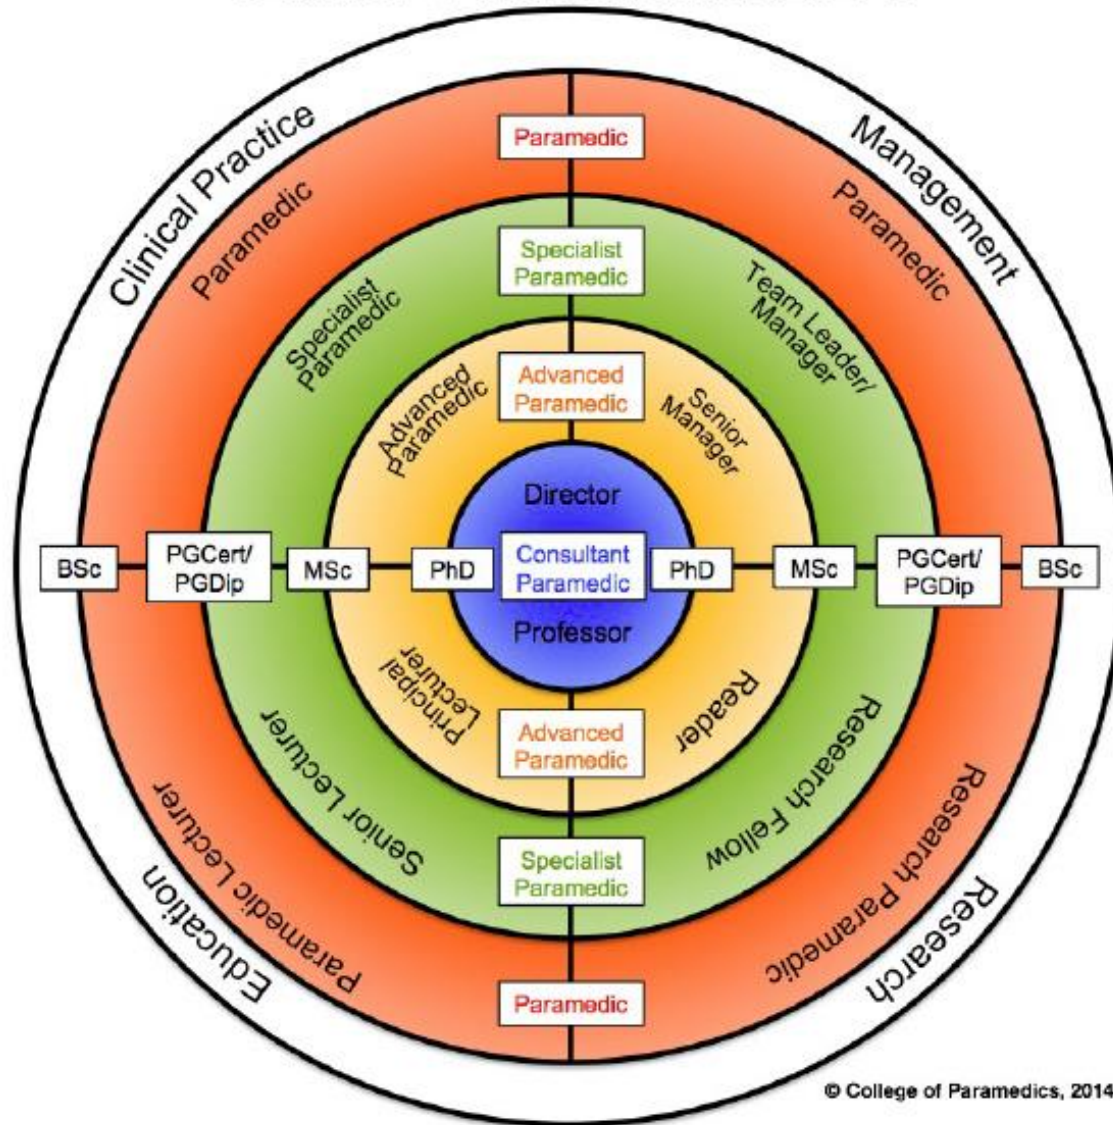 Clinical Practice
Management
Paramedic
Paramedic
Paramedic
Specialist
Paramedic
Specialist
Paramedic
Team Leader/
Manager
Advanced
Paramedic
Advanced
Paramedic
Senior
Manager
Director
BSc
PGCert/
PGDip
MSc
PhD
Consultant
Paramedic
PhD
MSc
PGCert/
PGDip
BSc
Professor
Principal
Lecturer
Advanced
Paramedic
Reader
Senior Lecturer
Specialist
Paramedic
Research Fellow
Paramedic Lecturer
Paramedic
Research Paramedic
Education
Research
© College of Paramedics, 2014